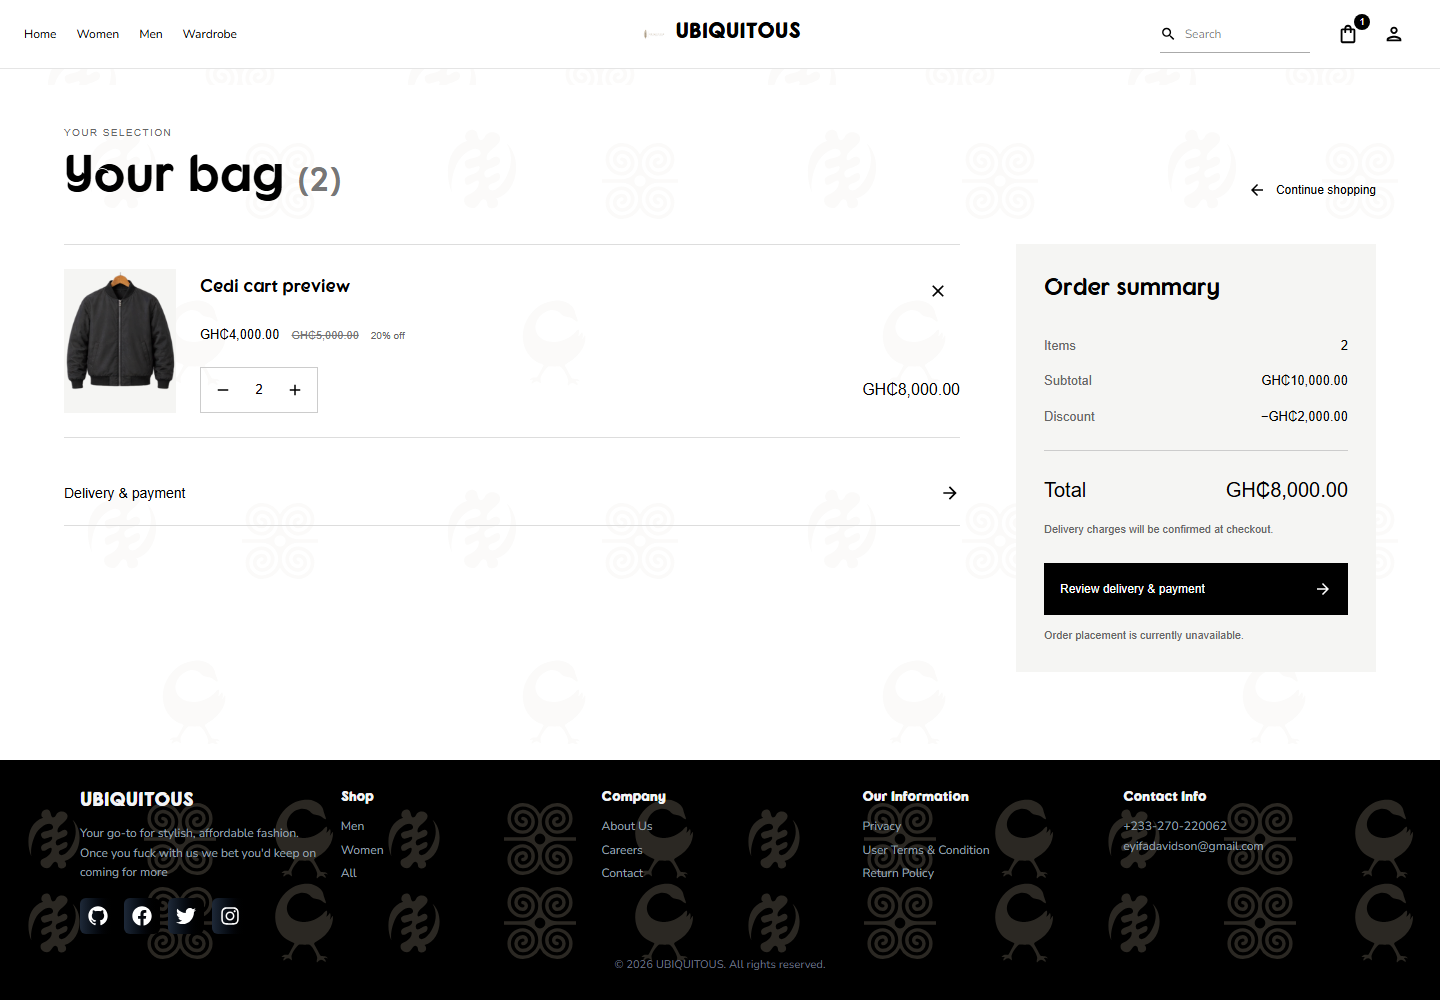 Home Women Men Wardrobe
UBIQUITOUS
Search
1
YOUR SELECTION
Your bag (2)
Continue shopping
Cedi cart preview
GH₵4,000.00 GH₵5,000.00 20% off
2
GH₵8,000.00
Delivery & payment
Order summary
Items 2
Subtotal GH₵10,000.00
Discount −GH₵2,000.00
Total GH₵8,000.00
Delivery charges will be confirmed at checkout.
Review delivery & payment
Order placement is currently unavailable.
UBIQUITOUS
Your go-to for stylish, affordable fashion.
Once you fuck with us we bet you'd keep on
coming for more
Shop
Men
Women
All
Company
About Us
Careers
Contact
Our Information
Privacy
User Terms & Condition
Return Policy
Contact Info
+233-270-220062
eyifadavidson@gmail.com
© 2026 UBIQUITOUS. All rights reserved.